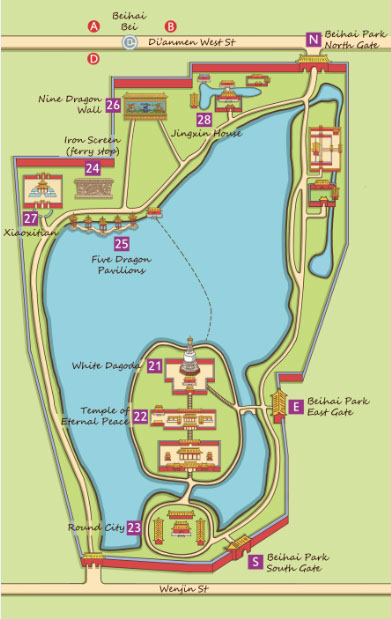 Beihai
Bei
A
B
D
Di'anmen West St
N
Beihai Park
North Gate
Nine Dragon
Wall
26
28
Jingxin House
Iron Screen
(ferry stop)
24
27
Xiaoxitian
25
Five Dragon
Pavilions
White Dagoda
21
Temple of
Eternal Peace
22
E
Beihai Park
East Gate
Round City
23
S
Beihai Park
South Gate
Wenjin St